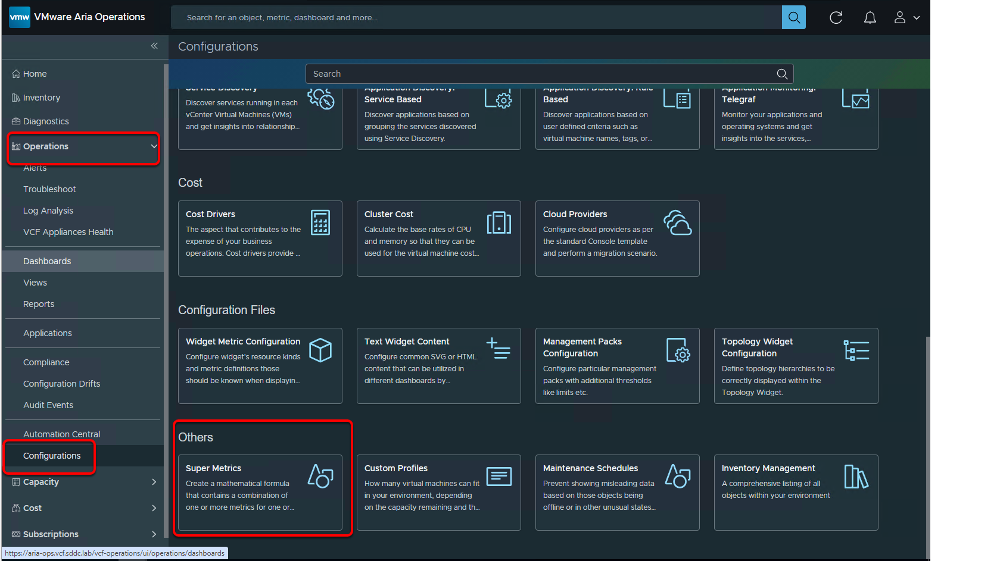 vmw VMware Aria Operations
Search for an object, metric, dashboard and more...
Configurations
Search
Home
Inventory
Diagnostics
Operations
Alerts
Troubleshoot
Log Analysis
VCF Appliances Health
Dashboards
Views
Reports
Applications
Compliance
Configuration Drifts
Audit Events
Automation Central
Configurations
Capacity
Cost
Subscriptions
https://aria-ops.vcf.sddc.lab/vcf-operations/ui/operations/dashboards
Service Discovery
Discover services running in each
vCenter Virtual Machines (VMs)
and get insights into relationship...
Application Discovery:
Service Based
Discover applications based on
grouping the services discovered
using Service Discovery.
Application Discovery: Rule
Based
Discover applications based on
user defined criteria such as
virtual machine names, tags, or...
Application Monitoring:
Telegraf
Monitor your applications and
operating systems and get
insights into the services,...
Cost
Cost Drivers
The aspect that contributes to the
expense of your business
operations. Cost drivers provide ...
Cluster Cost
Calculate the base rates of CPU
and memory so that they can be
used for the virtual machine cost...
Cloud Providers
Configure cloud providers as per
the standard Console template
and perform a migration scenario.
Configuration Files
Widget Metric Configuration
Configure widget's resource kinds
and metric definitions those
should be known when displayin...
Text Widget Content
Configure common SVG or HTML
content that can be utilized in
different dashboards by...
Management Packs
Configuration
Configure particular management
packs with additional thresholds
like limits etc.
Topology Widget
Configuration
Define topology hierarchies to be
correctly displayed within the
Topology Widget.
Others
Super Metrics
Create a mathematical formula
that contains a combination of
one or more metrics for one or...
Custom Profiles
How many virtual machines can fit
in your environment, depending
on the capacity remaining and th...
Maintenance Schedules
Prevent showing misleading data
based on those objects being
offline or in other unusual states...
Inventory Management
A comprehensive listing of all
objects within your environment